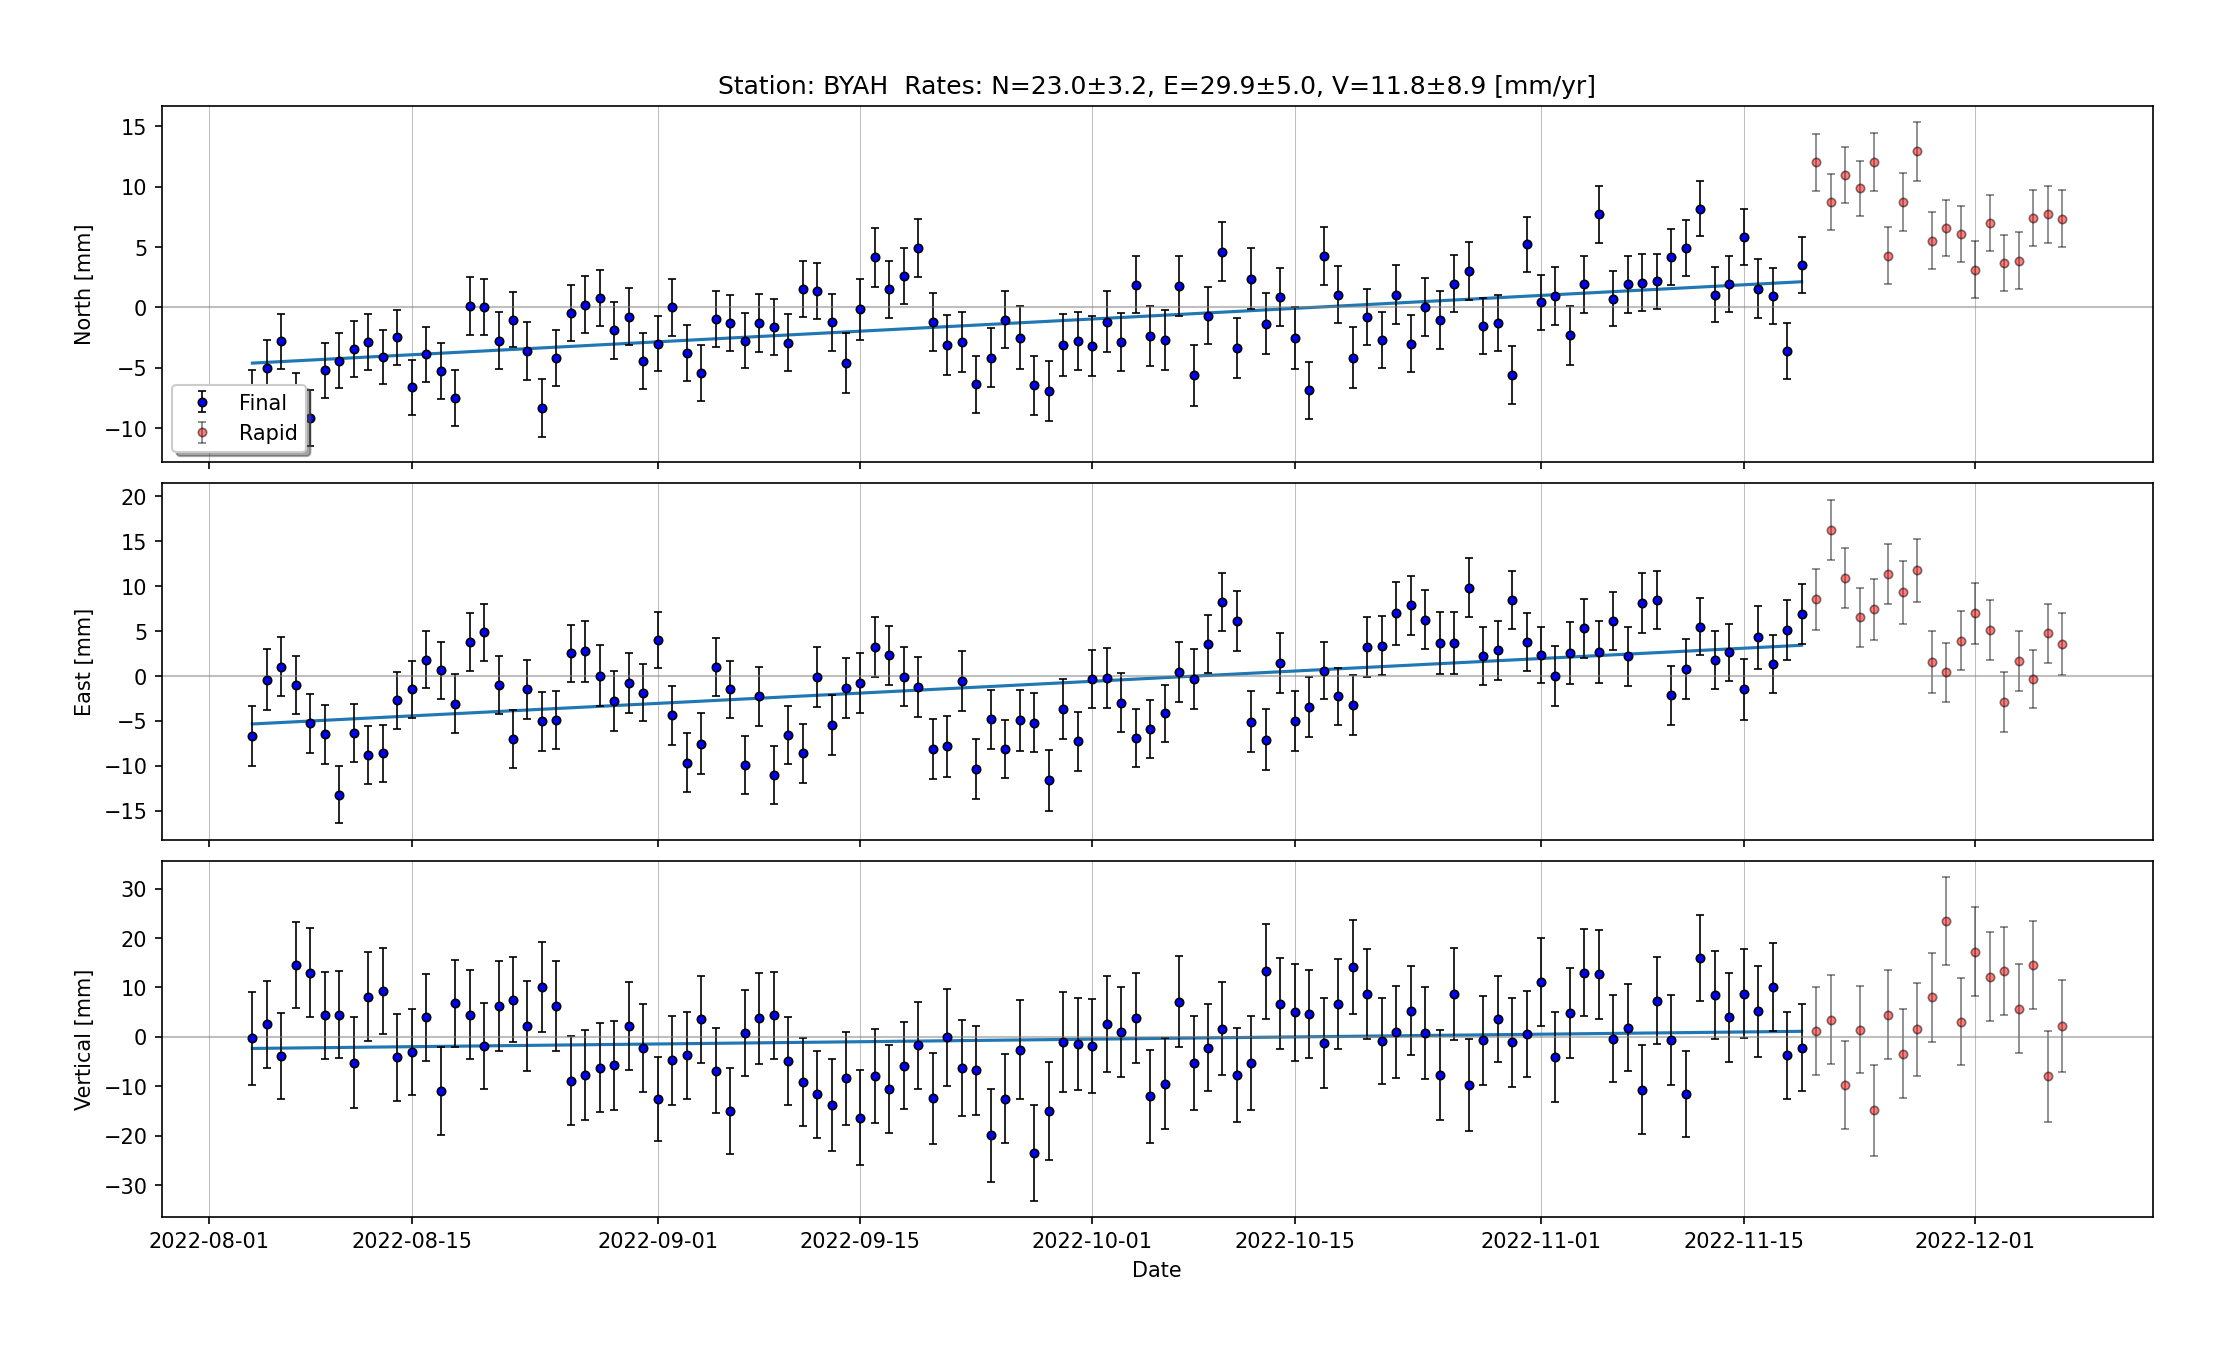 Station: BYAH  Rates: N=23.0±3.2, E=29.9±5.0, V=11.8±8.9 [mm/yr]
North [mm]
15
10
5
0
−5
−10
Final
Rapid
East [mm]
20
15
10
5
0
−5
−10
−15
Vertical [mm]
30
20
10
0
−10
−20
−30
2022-08-01 2022-08-15 2022-09-01 2022-09-15 2022-10-01 2022-10-15 2022-11-01 2022-11-15 2022-12-01
Date